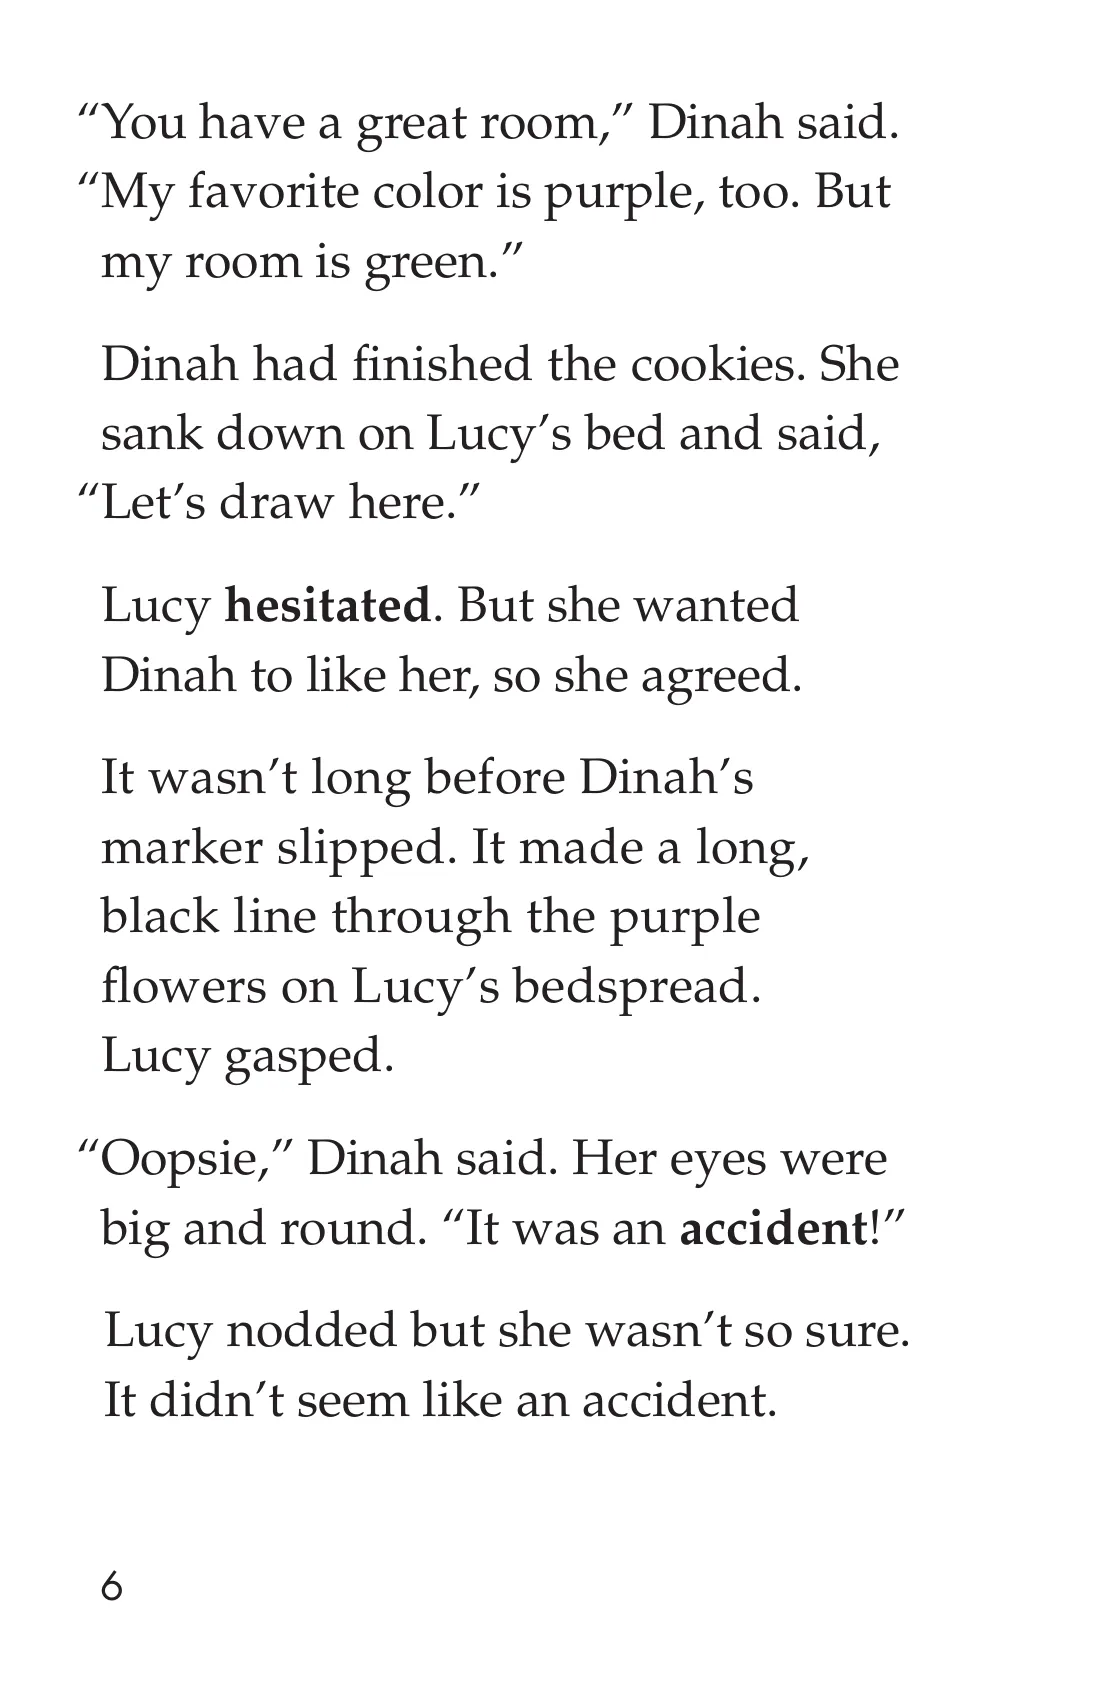 “You have a great room,” Dinah said.
“My favorite color is purple, too. But
my room is green.”
Dinah had finished the cookies. She
sank down on Lucy’s bed and said,
“Let’s draw here.”
Lucy hesitated. But she wanted
Dinah to like her, so she agreed.
It wasn’t long before Dinah’s
marker slipped. It made a long,
black line through the purple
flowers on Lucy’s bedspread.
Lucy gasped.
“Oopsie,” Dinah said. Her eyes were
big and round. “It was an accident!”
Lucy nodded but she wasn’t so sure.
It didn’t seem like an accident.
6